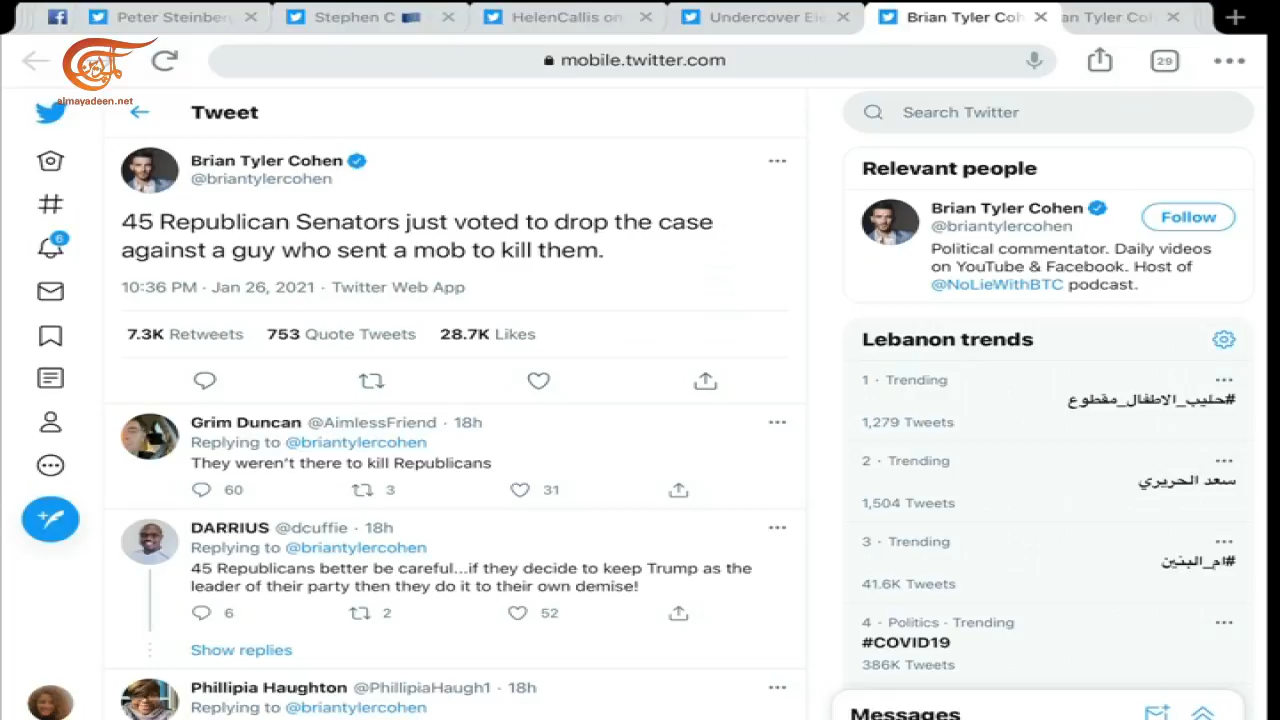 Peter Steinber
Stephen C
HelenCallis on
Undercover Ele
Brian Tyler Coh
an Tyler Co
الميادين
almayadeen.net
mobile.twitter.com
29
Tweet
Search Twitter
Brian Tyler Cohen
@briantylercohen
45 Republican Senators just voted to drop the case
against a guy who sent a mob to kill them.
10:36 PM · Jan 26, 2021 · Twitter Web App
7.3K Retweets 753 Quote Tweets 28.7K Likes
6
Grim Duncan @AimlessFriend · 18h
Replying to @briantylercohen
They weren't there to kill Republicans
60 3 31
DARRIUS @dcuffie · 18h
Replying to @briantylercohen
45 Republicans better be careful...if they decide to keep Trump as the
leader of their party then they do it to their own demise!
6 2 52
Show replies
Phillipia Haughton @PhillipiaHaugh1 · 18h
Replying to @briantylercohen
Relevant people
Brian Tyler Cohen
@briantylercohen
Follow
Political commentator. Daily videos
on YouTube & Facebook. Host of
@NoLieWithBTC podcast.
Lebanon trends
1 · Trending
#حليب_الاطفال_مقطوع
1,279 Tweets
2 · Trending
سعد الحريري
1,504 Tweets
3 · Trending
#ام_البنين
41.6K Tweets
4 · Politics · Trending
#COVID19
386K Tweets
Messages